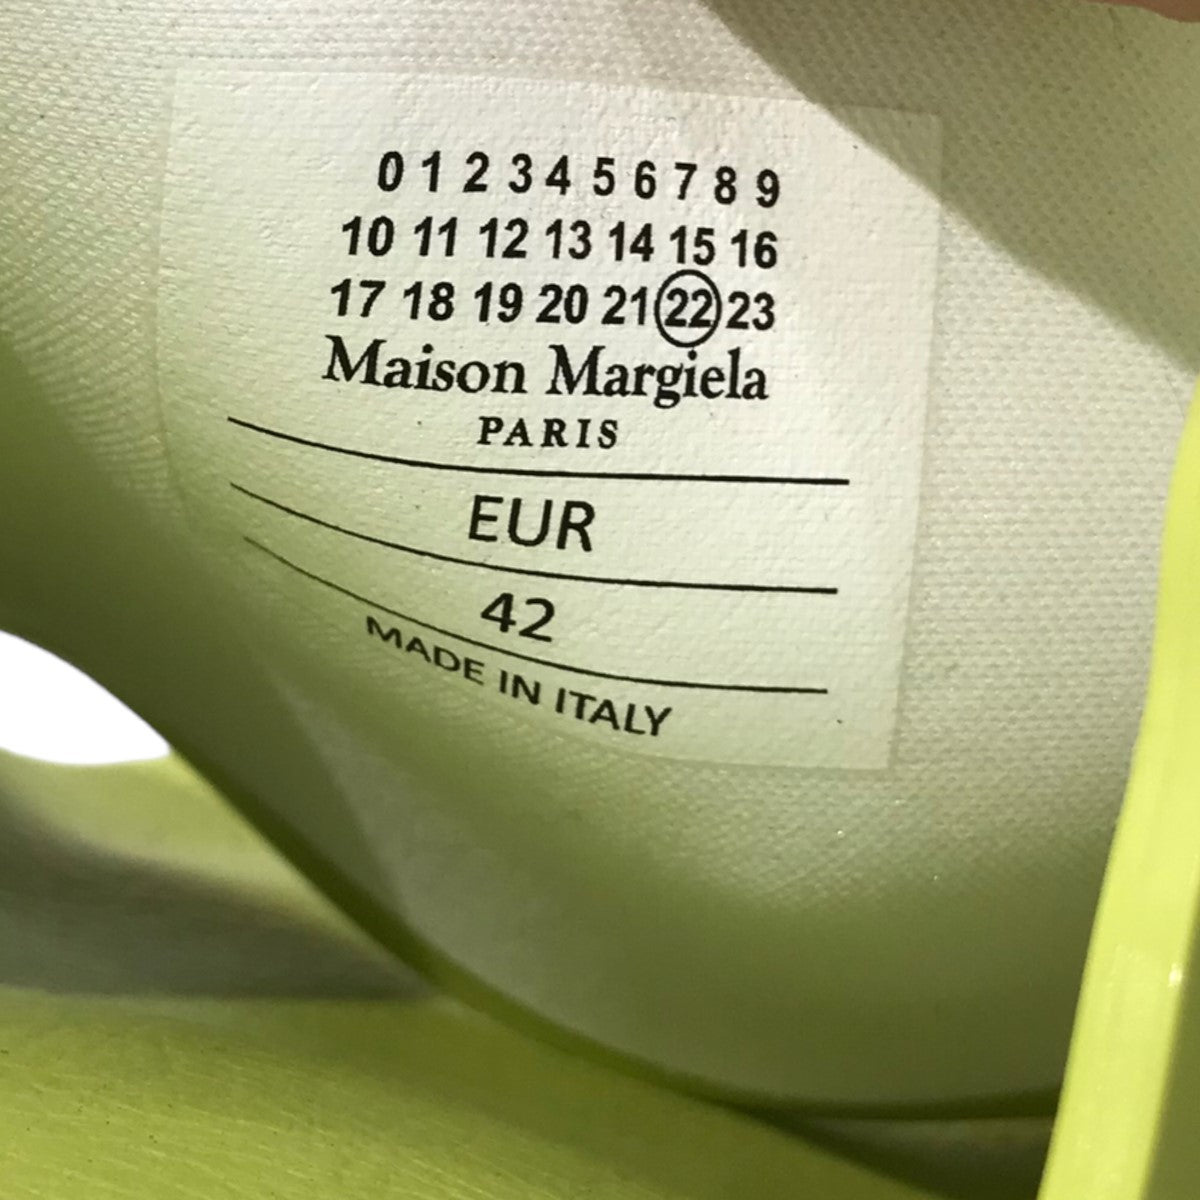 0 1 2 3 4 5 6 7 8 9
10 11 12 13 14 15 16
17 18 19 20 21 22 23
Maison Margiela
PARIS
EUR
42
MADE IN ITALY